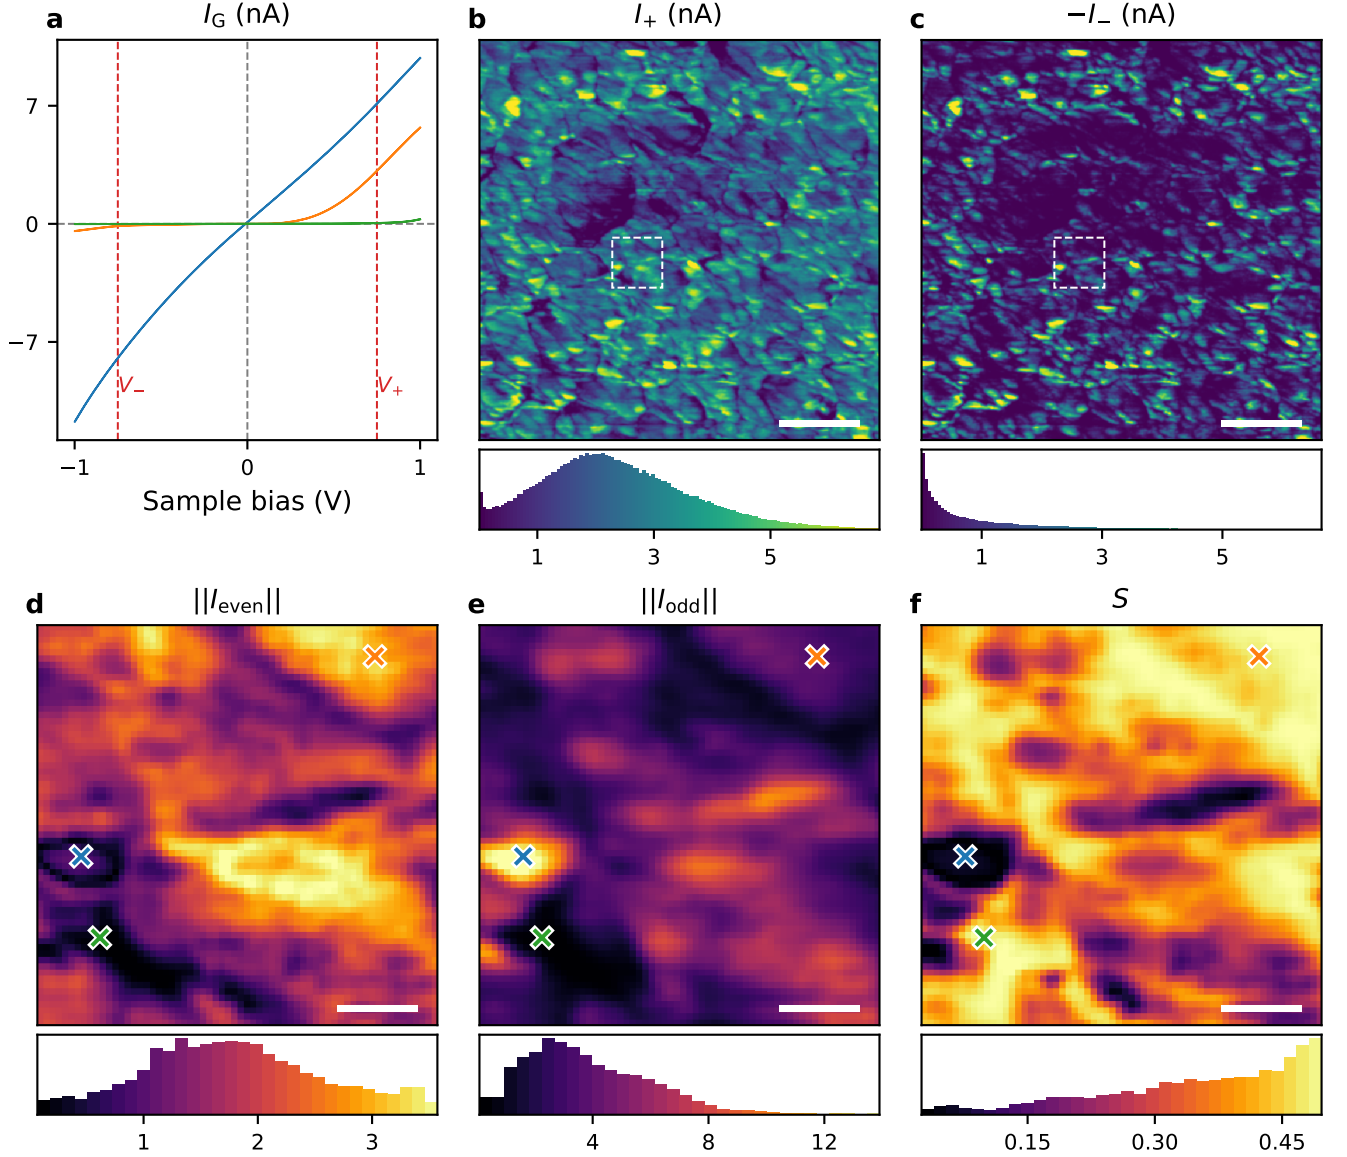 a I_G (nA)
7
0
−7
V_− V_+
−1 0 1
Sample bias (V)
b I_+ (nA)
1 3 5
c −I_− (nA)
1 3 5
d ||I_even||
1 2 3
e ||I_odd||
4 8 12
f S
0.15 0.30 0.45